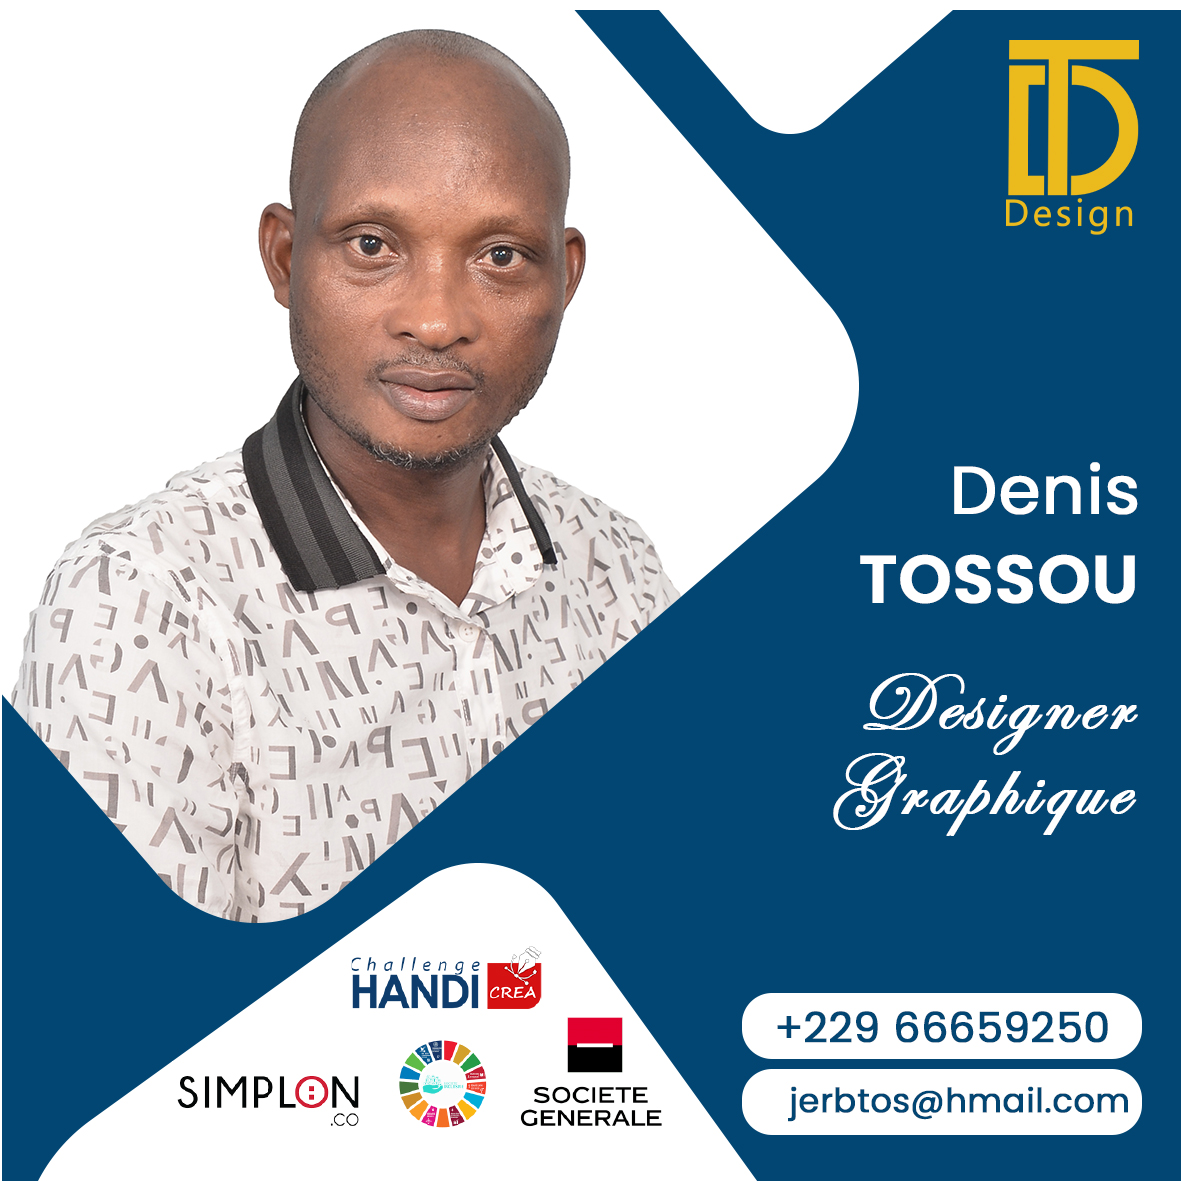 Design
Denis
TOSSOU
Designer
Graphique
Challenge
HANDI CREA
SIMPLON
.CO
SOCIETE
GENERALE
+229 66659250
jerbtos@hmail.com